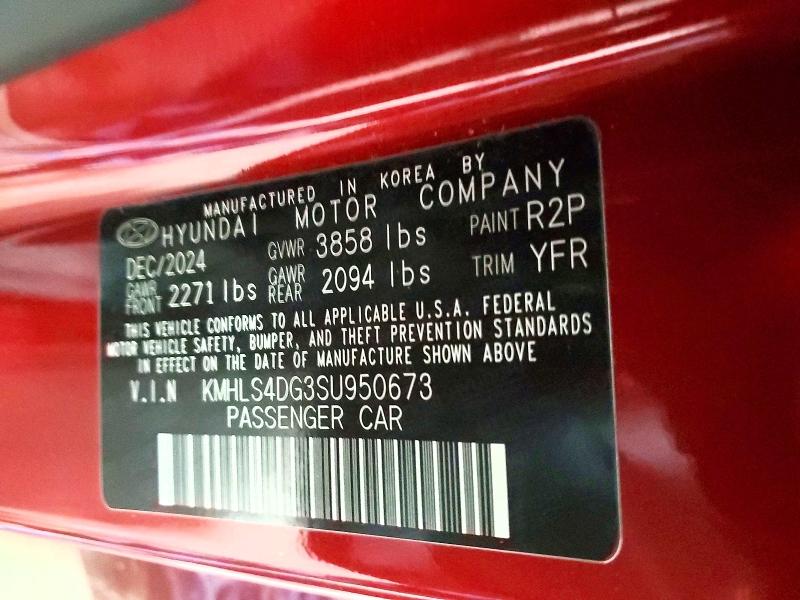 MANUFACTURED IN KOREA BY
HYUNDAI MOTOR COMPANY
DEC/2024 GVWR 3858 lbs PAINT R2P
GAWR FRONT 2271 lbs GAWR REAR 2094 lbs TRIM YFR
THIS VEHICLE CONFORMS TO ALL APPLICABLE U.S.A. FEDERAL
MOTOR VEHICLE SAFETY, BUMPER, AND THEFT PREVENTION STANDARDS
IN EFFECT ON THE DATE OF MANUFACTURE SHOWN ABOVE
V.I.N KMHLS4DG3SU950673
PASSENGER CAR